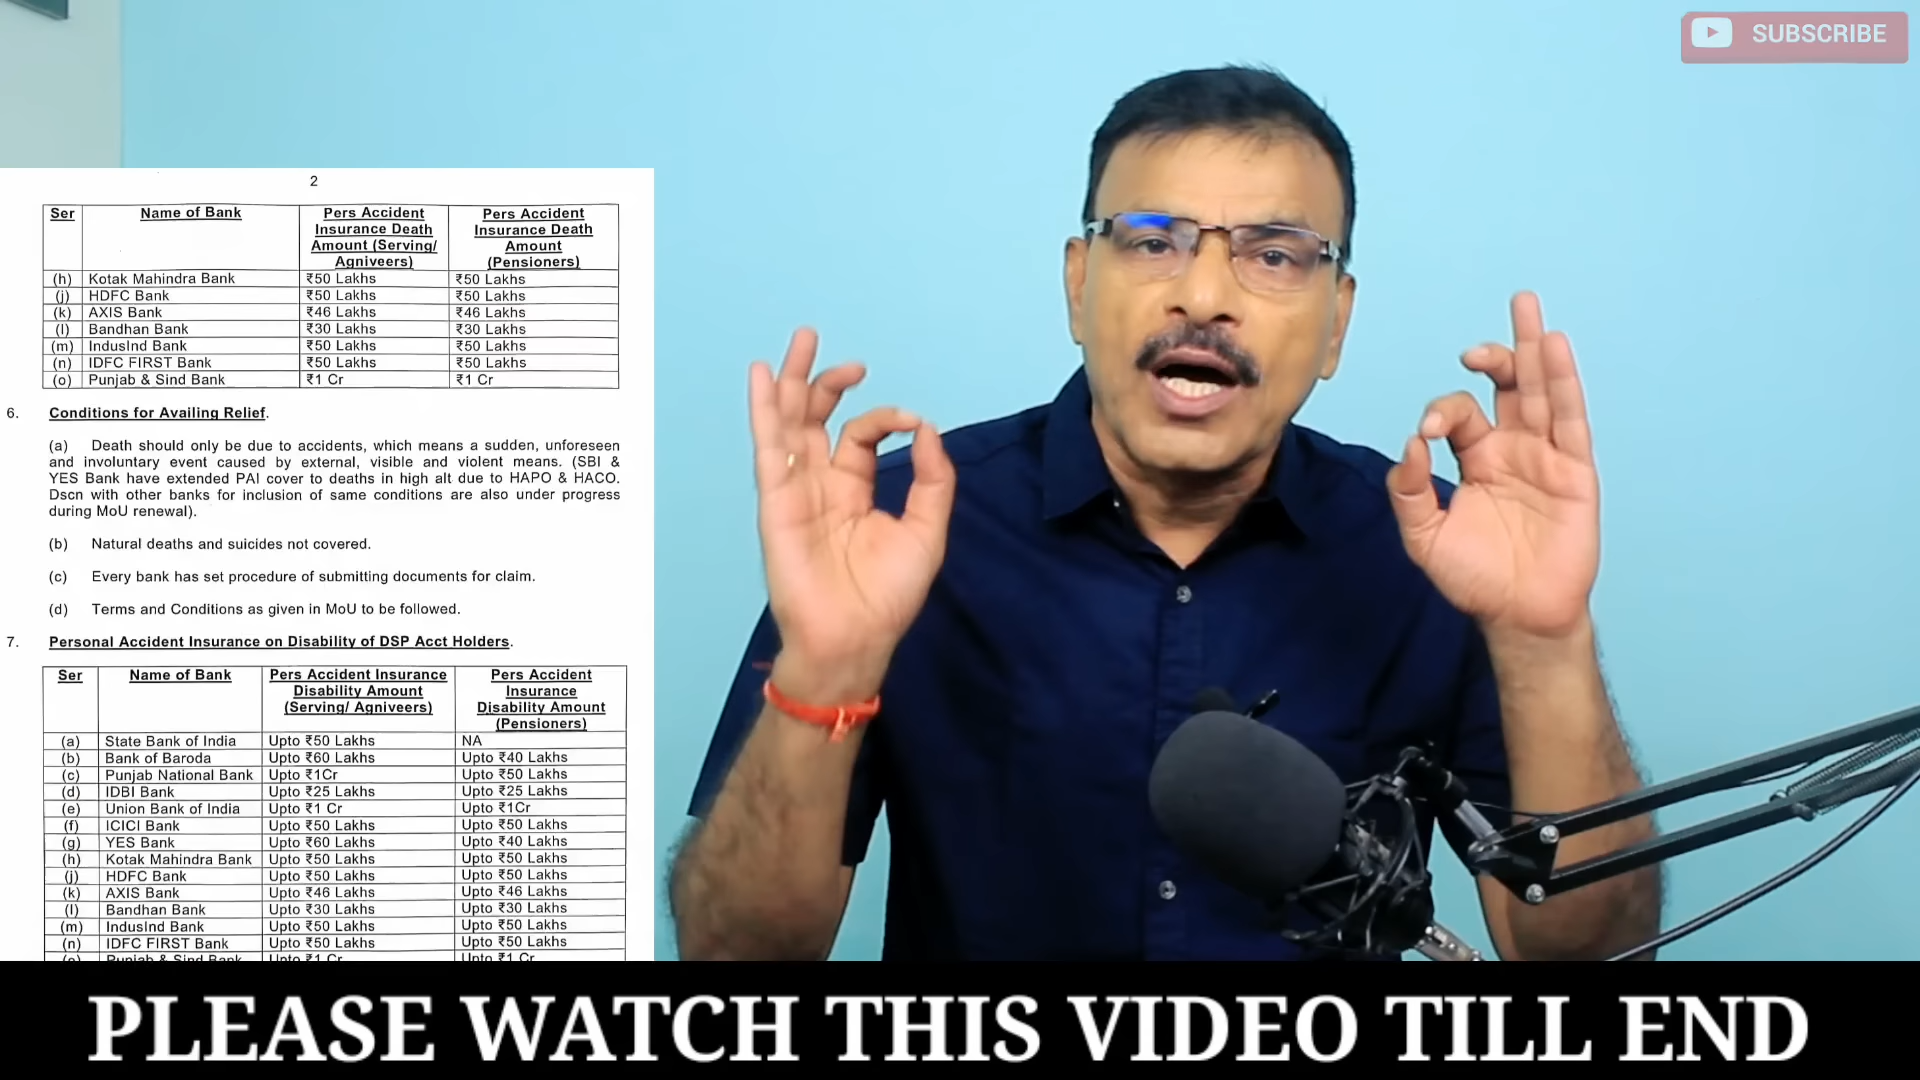 SUBSCRIBE
2
Ser Name of Bank Pers Accident Insurance Death Amount (Serving/ Agniveers) Pers Accident Insurance Death Amount (Pensioners)
(h) Kotak Mahindra Bank ₹50 Lakhs ₹50 Lakhs
(j) HDFC Bank ₹50 Lakhs ₹50 Lakhs
(k) AXIS Bank ₹46 Lakhs ₹46 Lakhs
(l) Bandhan Bank ₹30 Lakhs ₹30 Lakhs
(m) IndusInd Bank ₹50 Lakhs ₹50 Lakhs
(n) IDFC FIRST Bank ₹50 Lakhs ₹50 Lakhs
(o) Punjab & Sind Bank ₹1 Cr ₹1 Cr
6. Conditions for Availing Relief.
(a) Death should only be due to accidents, which means a sudden, unforeseen
and involuntary event caused by external, visible and violent means. (SBI &
YES Bank have extended PAI cover to deaths in high alt due to HAPO & HACO.
Dscn with other banks for inclusion of same conditions are also under progress
during MoU renewal).
(b) Natural deaths and suicides not covered.
(c) Every bank has set procedure of submitting documents for claim.
(d) Terms and Conditions as given in MoU to be followed.
7. Personal Accident Insurance on Disability of DSP Acct Holders.
Ser Name of Bank Pers Accident Insurance Disability Amount (Serving/ Agniveers) Pers Accident Insurance Disability Amount (Pensioners)
(a) State Bank of India Upto ₹50 Lakhs NA
(b) Bank of Baroda Upto ₹60 Lakhs Upto ₹40 Lakhs
(c) Punjab National Bank Upto ₹1Cr Upto ₹50 Lakhs
(d) IDBI Bank Upto ₹25 Lakhs Upto ₹25 Lakhs
(e) Union Bank of India Upto ₹1 Cr Upto ₹1Cr
(f) ICICI Bank Upto ₹50 Lakhs Upto ₹50 Lakhs
(g) YES Bank Upto ₹60 Lakhs Upto ₹40 Lakhs
(h) Kotak Mahindra Bank Upto ₹50 Lakhs Upto ₹50 Lakhs
(j) HDFC Bank Upto ₹50 Lakhs Upto ₹50 Lakhs
(k) AXIS Bank Upto ₹46 Lakhs Upto ₹46 Lakhs
(l) Bandhan Bank Upto ₹30 Lakhs Upto ₹30 Lakhs
(m) IndusInd Bank Upto ₹50 Lakhs Upto ₹50 Lakhs
(n) IDFC FIRST Bank Upto ₹50 Lakhs Upto ₹50 Lakhs
(o) Punjab & Sind Bank Upto ₹1 Cr Upto ₹1 Cr
PLEASE WATCH THIS VIDEO TILL END